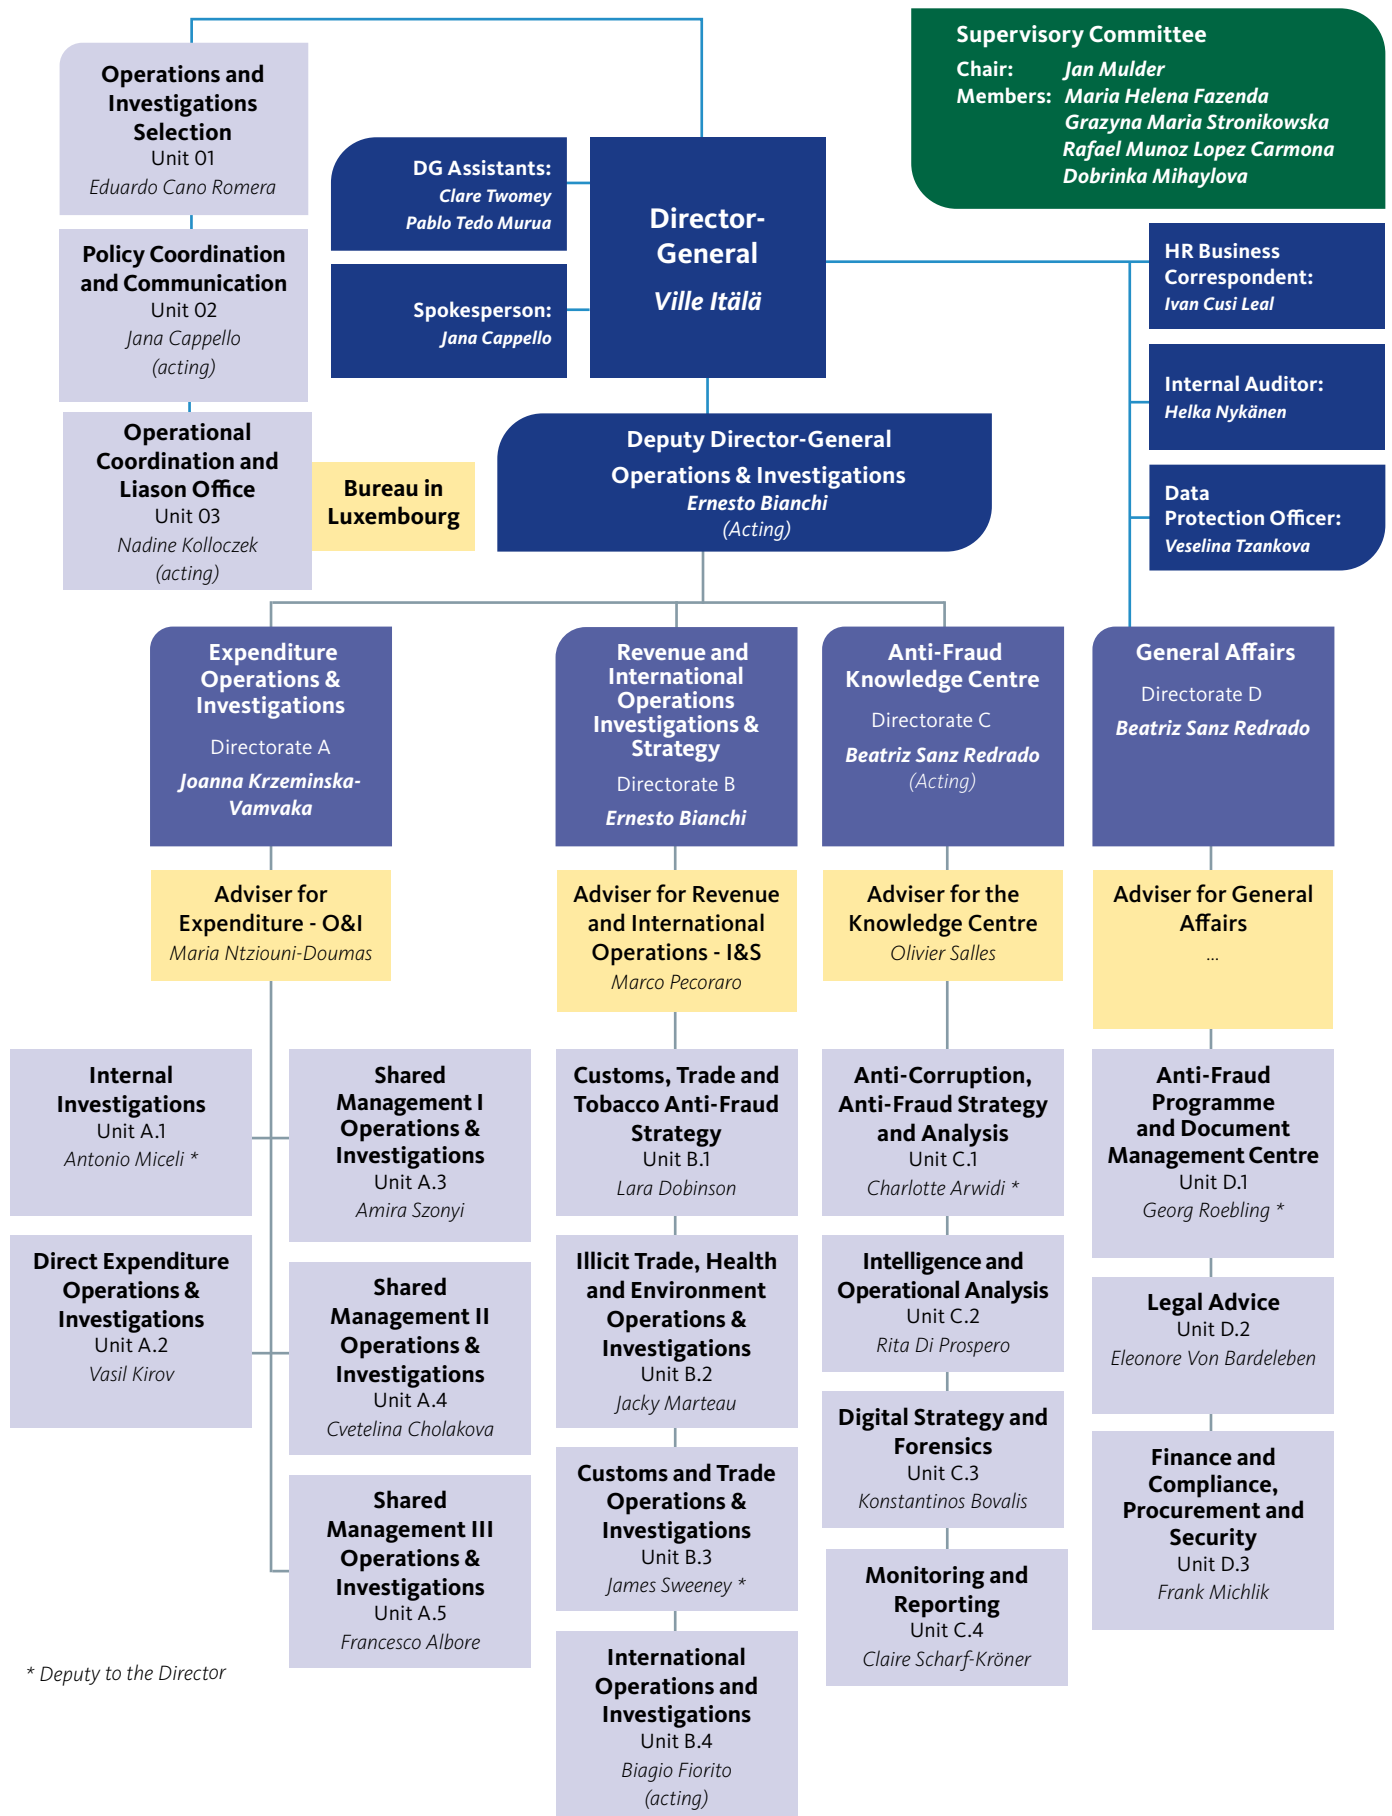 Operations and
Investigations
Selection
Unit 01
Eduardo Cano Romera
Policy Coordination
and Communication
Unit 02
Jana Cappello
(acting)
Operational
Coordination and
Liason Office
Unit 03
Nadine Kolloczek
(acting)
Bureau in
Luxembourg
DG Assistants:
Clare Twomey
Pablo Tedo Murua
Spokesperson:
Jana Cappello
Director-
General
Ville Itälä
Supervisory Committee
Chair: Jan Mulder
Members: Maria Helena Fazenda
Grazyna Maria Stronikowska
Rafael Munoz Lopez Carmona
Dobrinka Mihaylova
HR Business
Correspondent:
Ivan Cusi Leal
Internal Auditor:
Helka Nykänen
Data
Protection Officer:
Veselina Tzankova
Deputy Director-General
Operations & Investigations
Ernesto Bianchi
(Acting)
Expenditure
Operations &
Investigations
Directorate A
Joanna Krzeminska-
Vamvaka
Revenue and
International
Operations
Investigations &
Strategy
Directorate B
Ernesto Bianchi
Anti-Fraud
Knowledge Centre
Directorate C
Beatriz Sanz Redrado
(Acting)
General Affairs
Directorate D
Beatriz Sanz Redrado
Adviser for
Expenditure - O&I
Maria Ntziouni-Doumas
Adviser for Revenue
and International
Operations - I&S
Marco Pecoraro
Adviser for the
Knowledge Centre
Olivier Salles
Adviser for General
Affairs
...
Internal
Investigations
Unit A.1
Antonio Miceli *
Direct Expenditure
Operations &
Investigations
Unit A.2
Vasil Kirov
Shared
Management I
Operations &
Investigations
Unit A.3
Amira Szonyi
Shared
Management II
Operations &
Investigations
Unit A.4
Cvetelina Cholakova
Shared
Management III
Operations &
Investigations
Unit A.5
Francesco Albore
Customs, Trade and
Tobacco Anti-Fraud
Strategy
Unit B.1
Lara Dobinson
Illicit Trade, Health
and Environment
Operations &
Investigations
Unit B.2
Jacky Marteau
Customs and Trade
Operations &
Investigations
Unit B.3
James Sweeney *
International
Operations and
Investigations
Unit B.4
Biagio Fiorito
(acting)
Anti-Corruption,
Anti-Fraud Strategy
and Analysis
Unit C.1
Charlotte Arwidi *
Intelligence and
Operational Analysis
Unit C.2
Rita Di Prospero
Digital Strategy and
Forensics
Unit C.3
Konstantinos Bovalis
Monitoring and
Reporting
Unit C.4
Claire Scharf-Kröner
Anti-Fraud
Programme
and Document
Management Centre
Unit D.1
Georg Roebling *
Legal Advice
Unit D.2
Eleonore Von Bardeleben
Finance and
Compliance,
Procurement and
Security
Unit D.3
Frank Michlik
* Deputy to the Director